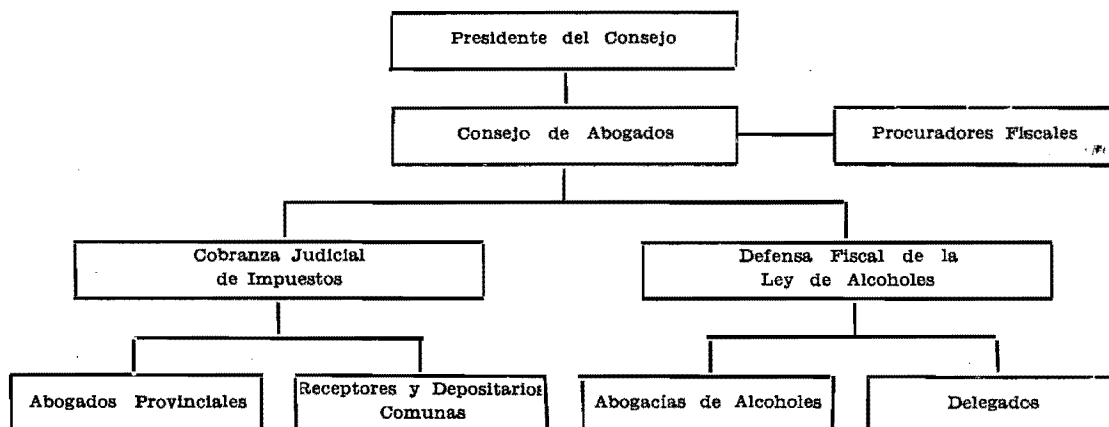 Presidente del Consejo
Consejo de Abogados
Procuradores Fiscales
Cobranza Judicial
de Impuestos
Defensa Fiscal de la
Ley de Alcoholes
Abogados Provinciales
Receptores y Depositarios
Comunas
Abogacías de Alcoholes
Delegados